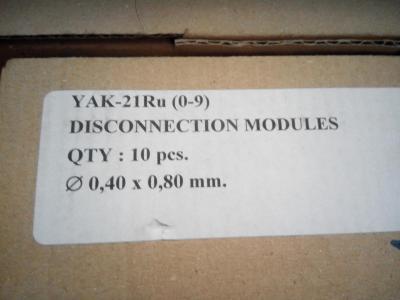 YAK-21Ru (0-9)
DISCONNECTION MODULES
QTY : 10 pcs.
∅ 0,40 x 0,80 mm.